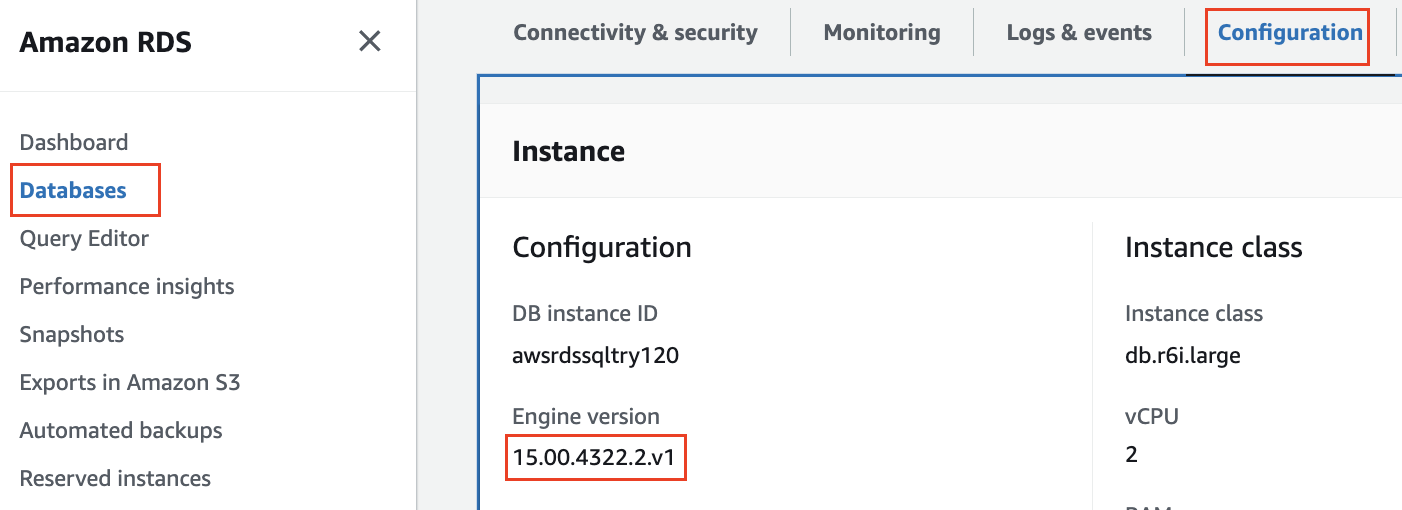 Amazon RDS
Dashboard
Databases
Query Editor
Performance insights
Snapshots
Exports in Amazon S3
Automated backups
Reserved instances
Connectivity & security
Monitoring
Logs & events
Configuration
Instance
Configuration
DB instance ID
awsrdssqltry120
Engine version
15.00.4322.2.v1
Instance class
Instance class
db.r6i.large
vCPU
2